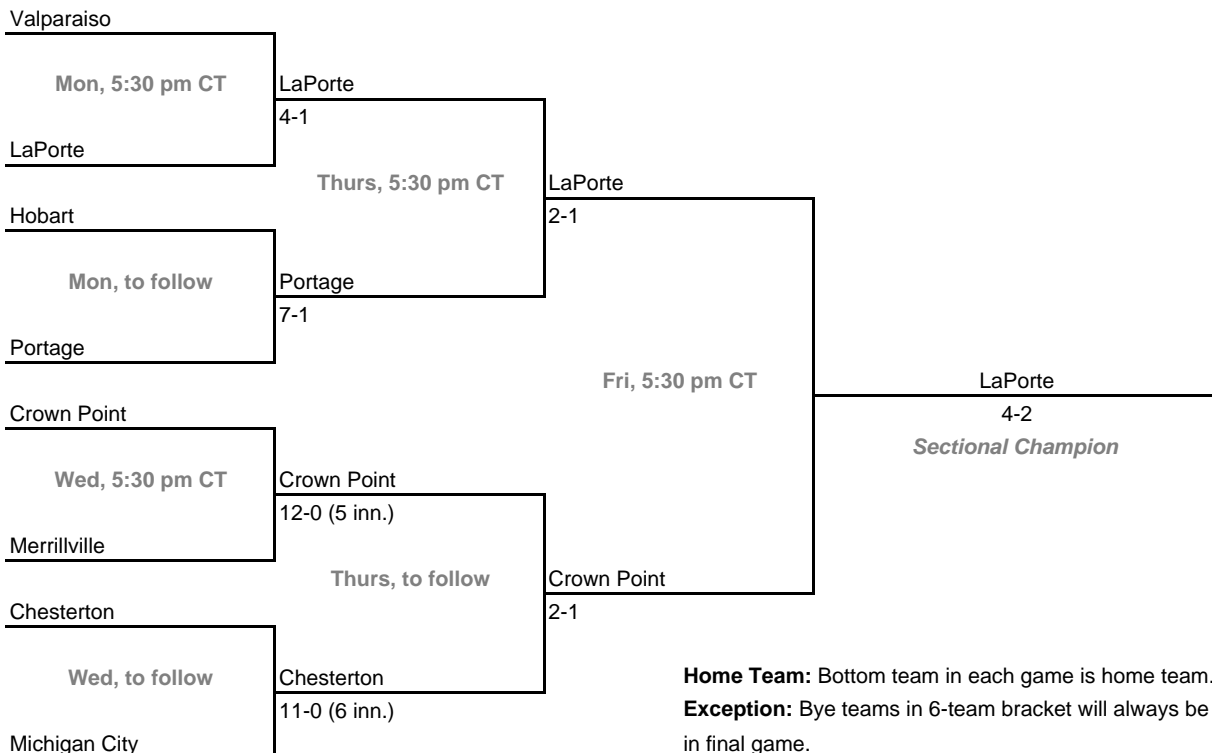 Valparaiso
Mon, 5:30 pm CT
LaPorte
4-1
LaPorte
Thurs, 5:30 pm CT
LaPorte
2-1
Hobart
Mon, to follow
Portage
7-1
Portage
Fri, 5:30 pm CT
LaPorte
4-2
Sectional Champion
Crown Point
Wed, 5:30 pm CT
Crown Point
12-0 (5 inn.)
Merrillville
Thurs, to follow
Crown Point
2-1
Chesterton
Wed, to follow
Chesterton
11-0 (6 inn.)
Michigan City
Home Team: Bottom team in each game is home team.
Exception: Bye teams in 6-team bracket will always be
in final game.